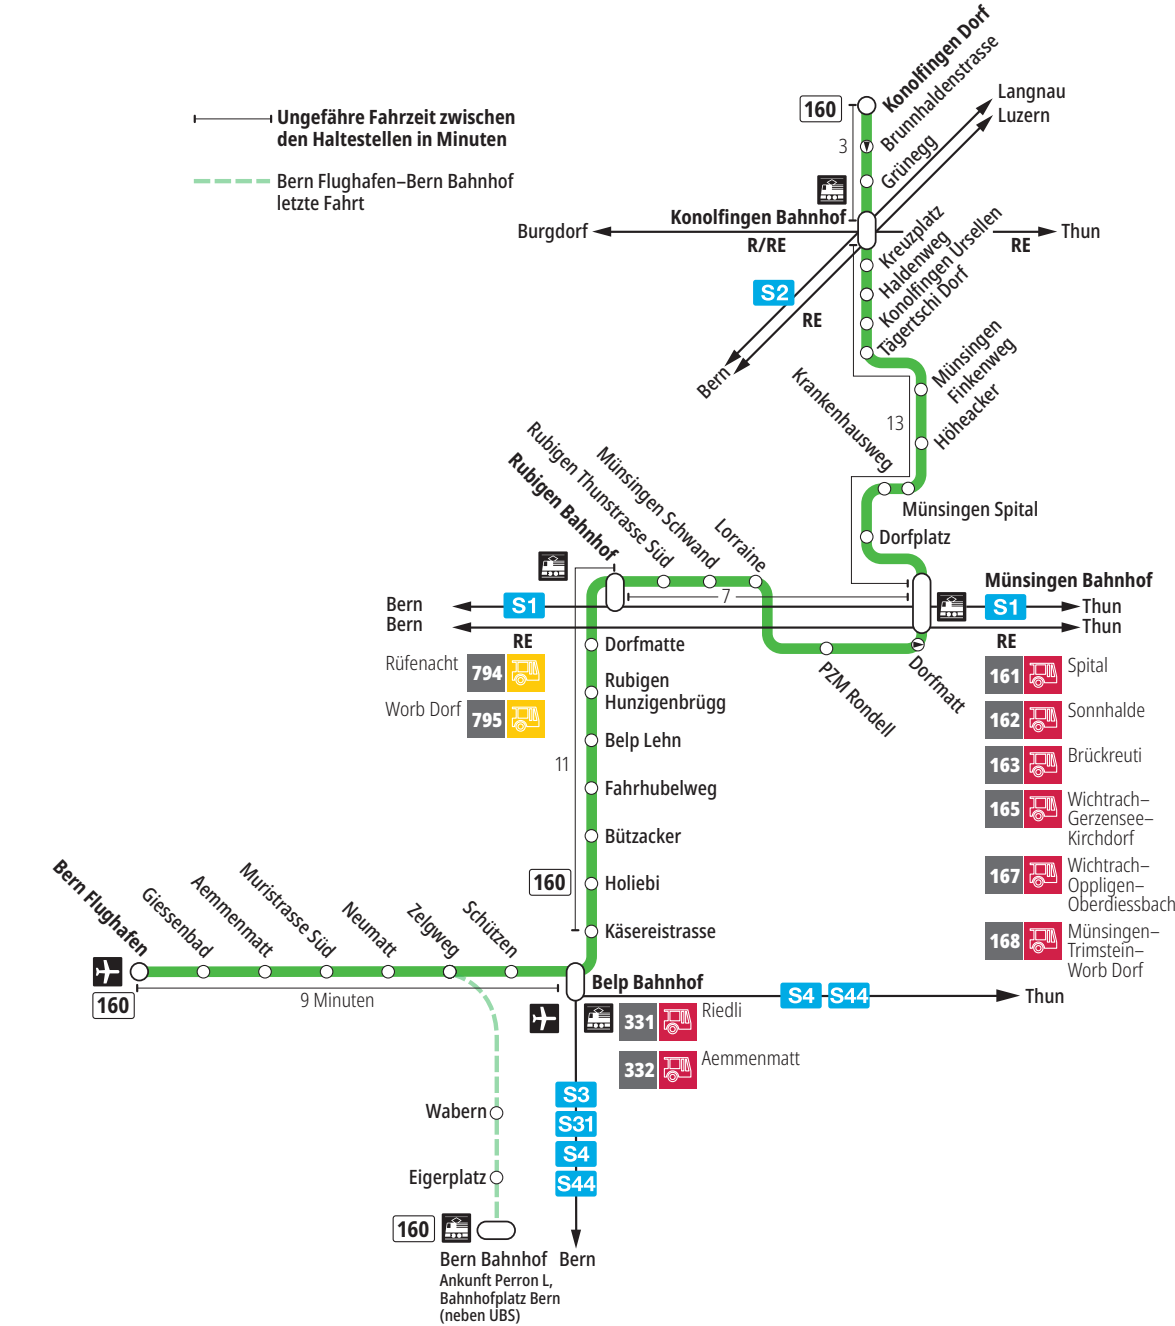 Ungefähre Fahrzeit zwischen
den Haltestellen in Minuten
Bern Flughafen–Bern Bahnhof
letzte Fahrt
160
Konolfingen Dorf
Brunnhaldenstrasse
3
Grünegg
Langnau
Luzern
Konolfingen Bahnhof
Burgdorf
R/RE
RE
Thun
Kreuzplatz
Haldenweg
Konolfingen Ursellen
Tägertschi Dorf
S2
RE
Bern
Münsingen
Finkenweg
Höheacker
13
Krankenhausweg
Münsingen Spital
Dorfplatz
Rubigen Bahnhof
Rubigen Thunstrasse Süd
Münsingen Schwand
Lorraine
7
Münsingen Bahnhof
Bern
S1
S1
Thun
Bern
Thun
RE
RE
Rüfenacht
794
Worb Dorf
795
Dorfmatte
Rubigen
Hunzigenbrügg
Belp Lehn
Fahrhubelweg
Bützacker
Holiebi
Käsereistrasse
11
160
PZM Rondell
Dorfmatt
161
Spital
162
Sonnhalde
163
Brückreuti
165
Wichtrach–
Gerzensee–
Kirchdorf
167
Wichtrach–
Oppligen–
Oberdiessbach
168
Münsingen–
Trimstein–
Worb Dorf
Bern Flughafen
Giessenbad
Aemmenmatt
Muristrasse Süd
Neumatt
Zelgweg
Schützen
160
9 Minuten
Belp Bahnhof
S4
S44
Thun
331
Riedli
332
Aemmenmatt
S3
S31
S4
S44
Bern
Wabern
Eigerplatz
160
Bern Bahnhof
Ankunft Perron L,
Bahnhofplatz Bern
(neben UBS)